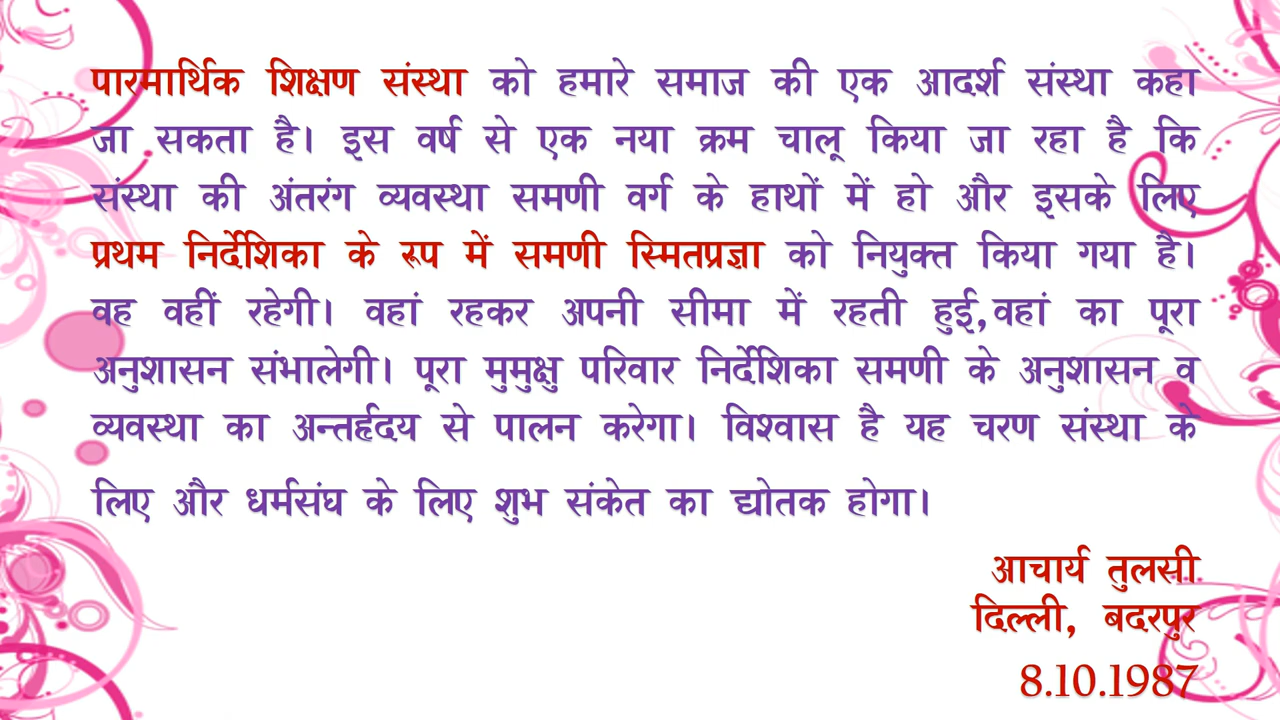 पारमार्थिक शिक्षण संस्था को हमारे समाज की एक आदर्श संस्था कहा
जा सकता है। इस वर्ष से एक नया क्रम चालू किया जा रहा है कि
संस्था की अंतरंग व्यवस्था समणी वर्ग के हाथों में हो और इसके लिए
प्रथम निर्देशिका के रूप में समणी स्मितप्रज्ञा को नियुक्त किया गया है।
वह वहीं रहेगी। वहां रहकर अपनी सीमा में रहती हुई,वहां का पूरा
अनुशासन संभालेगी। पूरा मुमुक्षु परिवार निर्देशिका समणी के अनुशासन व
व्यवस्था का अन्तर्हृदय से पालन करेगा। विश्वास है यह चरण संस्था के
लिए और धर्मसंघ के लिए शुभ संकेत का द्योतक होगा।
आचार्य तुलसी
दिल्ली, बदरपुर
8.10.1987